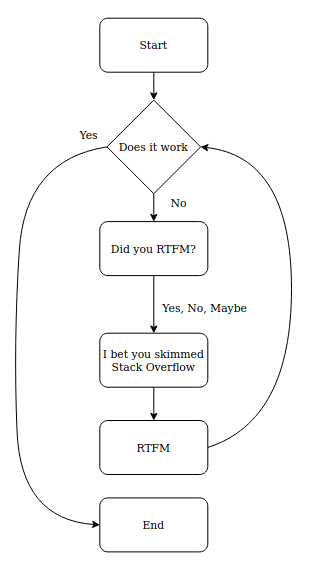 Start
Does it work
Yes
No
Did you RTFM?
Yes, No, Maybe
I bet you skimmed
Stack Overflow
RTFM
End